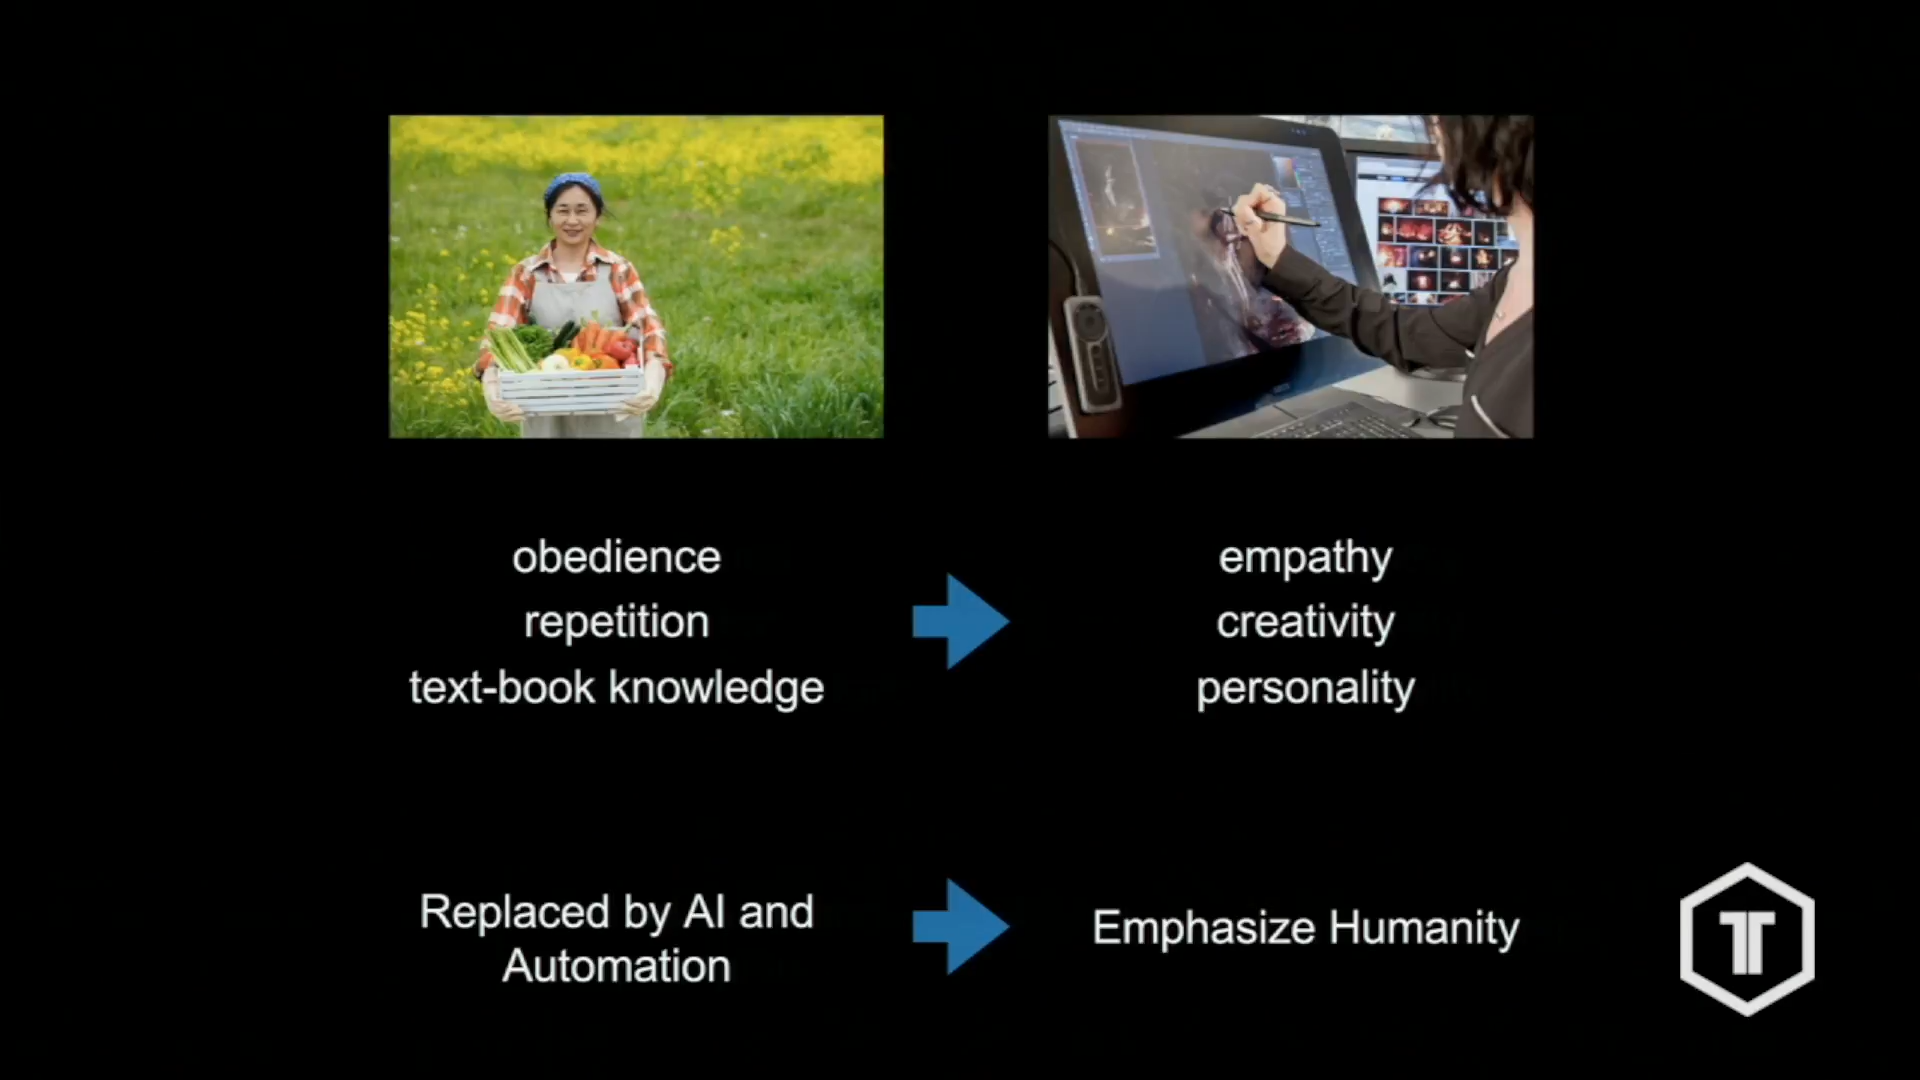 obedience
repetition
text-book knowledge
empathy
creativity
personality
Replaced by AI and
Automation
Emphasize Humanity